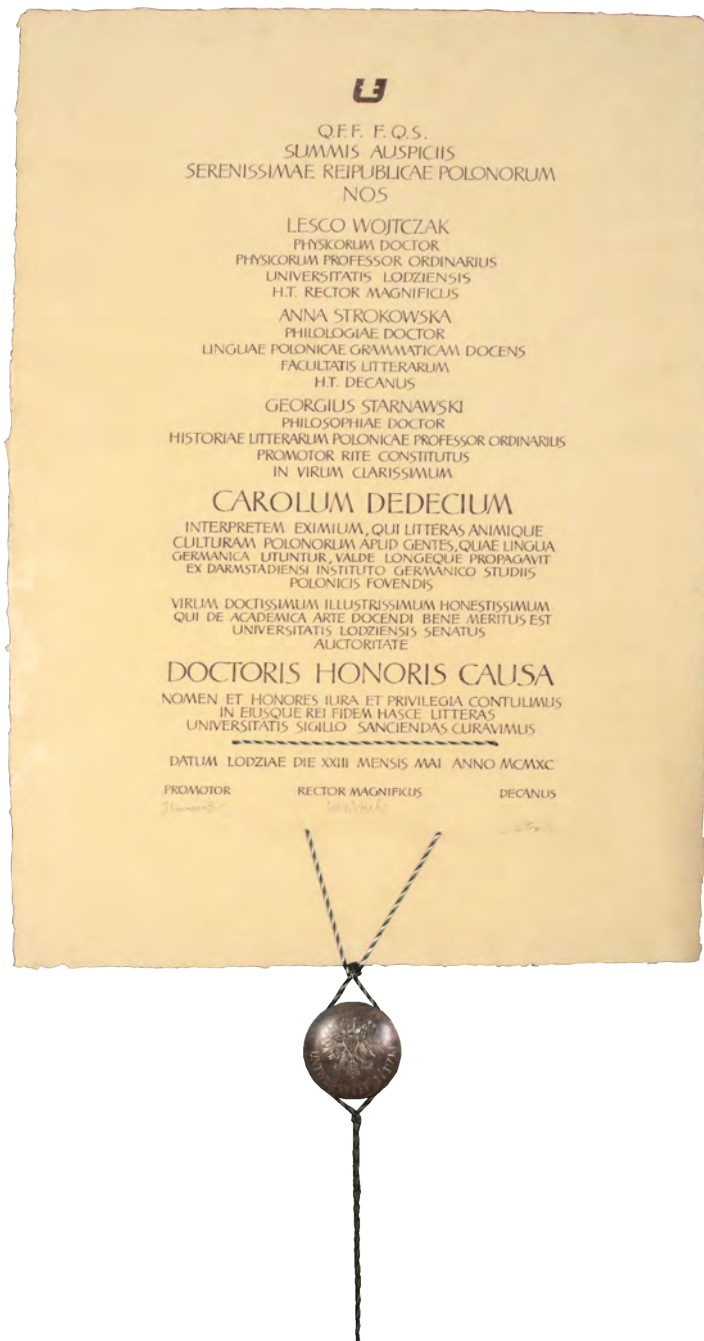 Q.F.F. F.Q.S.
SUMMIS AUSPICIIS
SERENISSIMAE REIPUBLICAE POLONORUM
NOS
LESCO WOJTCZAK
PHYSICORUM DOCTOR
PHYSICORUM PROFESSOR ORDINARIUS
UNIVERSITATIS LODZIENSIS
H.T. RECTOR MAGNIFICUS
ANNA STROKOWSKA
PHILOLOGIAE DOCTOR
LINGUAE POLONICAE GRAMMATICAM DOCENS
FACULTATIS LITTERARUM
H.T. DECANUS
GEORGIUS STARNAWSKI
PHILOSOPHIAE DOCTOR
HISTORIAE LITTERARUM POLONICAE PROFESSOR ORDINARIUS
PROMOTOR RITE CONSTITUTUS
IN VIRUM CLARISSIMUM
CAROLUM DEDECIUM
INTERPRETEM EXIMIUM, QUI LITTERAS ANIMIQUE
CULTURAM POLONORUM APUD GENTES, QUAE LINGUA
GERMANICA UTUNTUR, VALDE LONGEQUE PROPAGAVIT
EX DARMSTADIENSI INSTITUTO GERMANICO STUDIIS
POLONICIS FOVENDIS
VIRUM DOCTISSIMUM ILLUSTRISSIMUM HONESTISSIMUM
QUI DE ACADEMICA ARTE DOCENDI BENE MERITUS EST
UNIVERSITATIS LODZIENSIS SENATUS
AUCTORITATE
DOCTORIS HONORIS CAUSA
NOMEN ET HONORES IURA ET PRIVILEGIA CONTULIMUS
IN EIUSQUE REI FIDEM HASCE LITTERAS
UNIVERSITATIS SIGILLO SANCIENDAS CURAVIMUS
DATUM LODZIAE DIE XXIII MENSIS MAI ANNO MCMXC
PROMOTOR RECTOR MAGNIFICUS DECANUS
UNIWERSYTET ŁÓDZKI